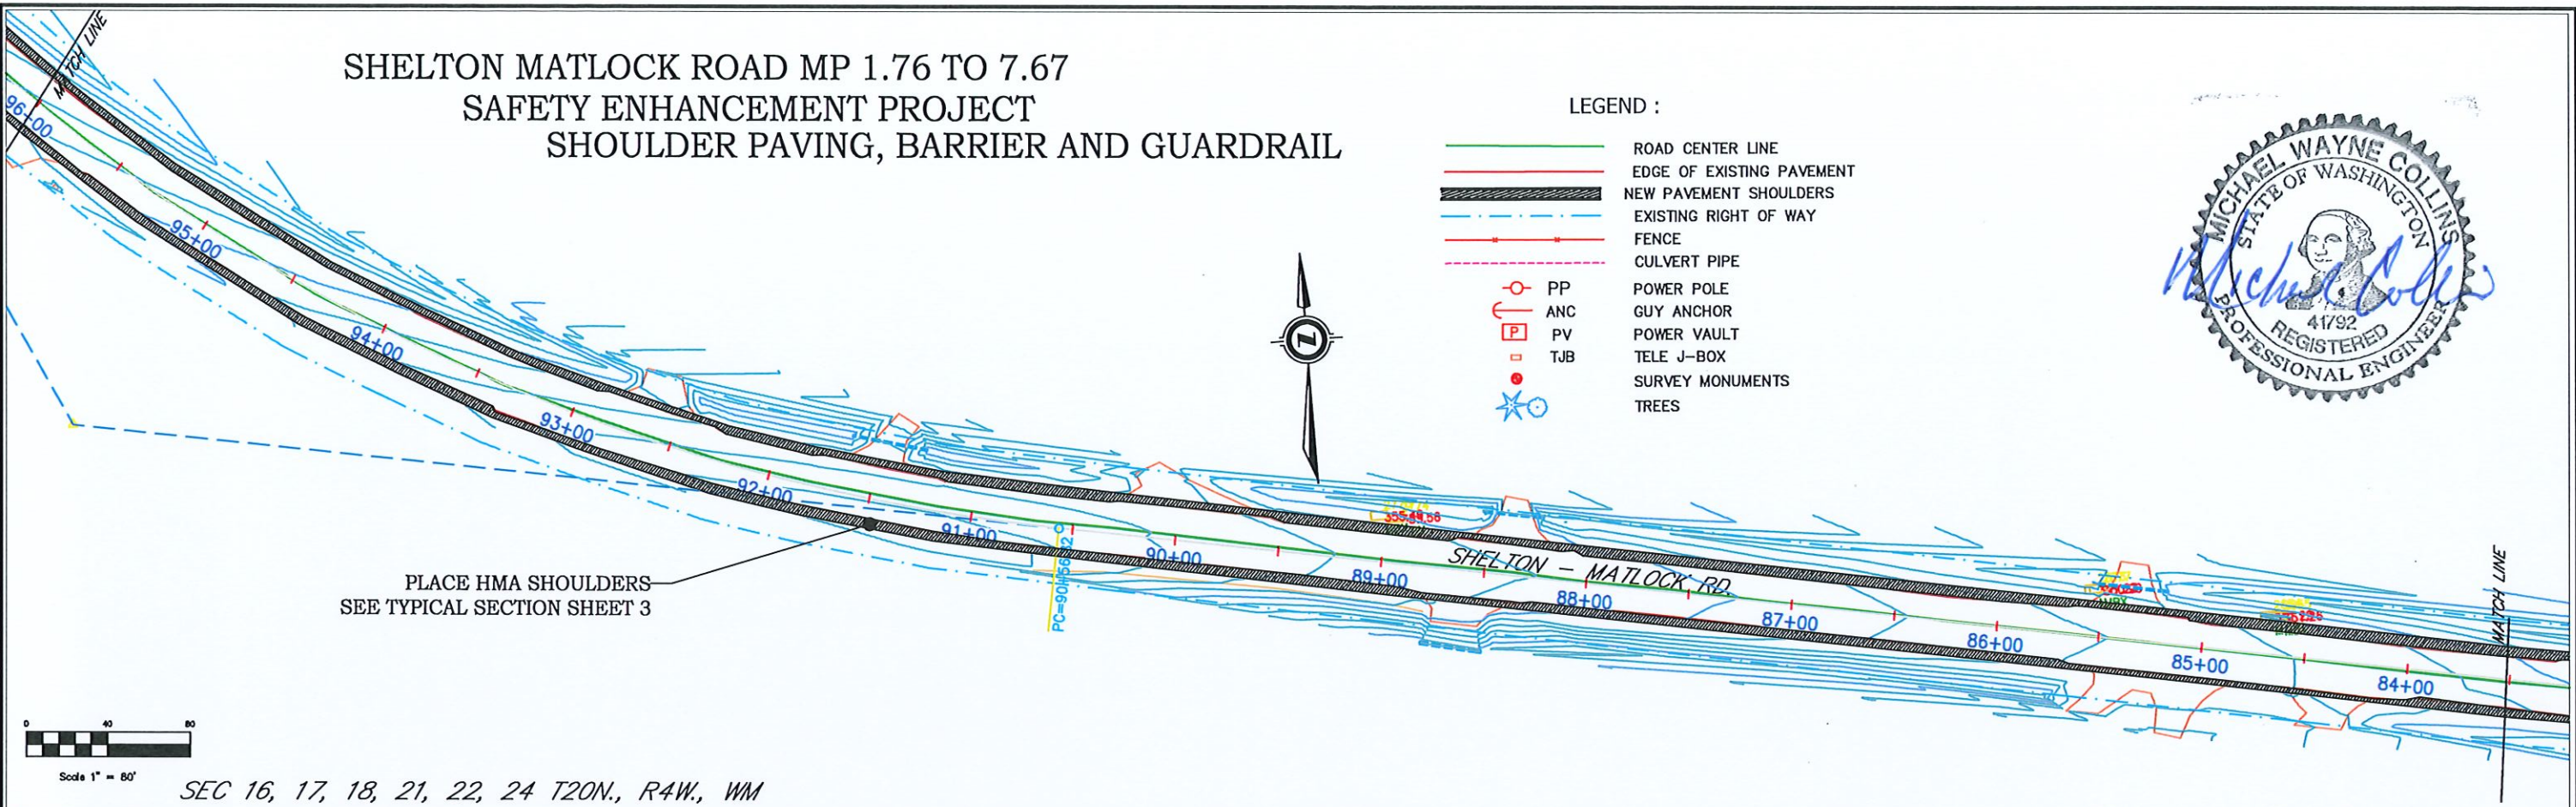 SHELTON MATLOCK ROAD MP 1.76 TO 7.67
SAFETY ENHANCEMENT PROJECT
SHOULDER PAVING, BARRIER AND GUARDRAIL
LEGEND :
ROAD CENTER LINE
EDGE OF EXISTING PAVEMENT
NEW PAVEMENT SHOULDERS
EXISTING RIGHT OF WAY
FENCE
CULVERT PIPE
PP POWER POLE
ANC GUY ANCHOR
P PV POWER VAULT
TJB TELE J-BOX
SURVEY MONUMENTS
TREES
MICHAEL WAYNE COLLINS
STATE OF WASHINGTON
41792
REGISTERED
PROFESSIONAL ENGINEER
Michael Collins
MATCH LINE
96+00
95+00
94+00
93+00
92+00
91+00
90+00
89+00
88+00
87+00
86+00
85+00
84+00
SHELTON - MATLOCK RD.
MATCH LINE
Z
PLACE HMA SHOULDERS
SEE TYPICAL SECTION SHEET 3
0 40 80
Scale 1" = 80'
SEC 16, 17, 18, 21, 22, 24 T20N., R4W., WM